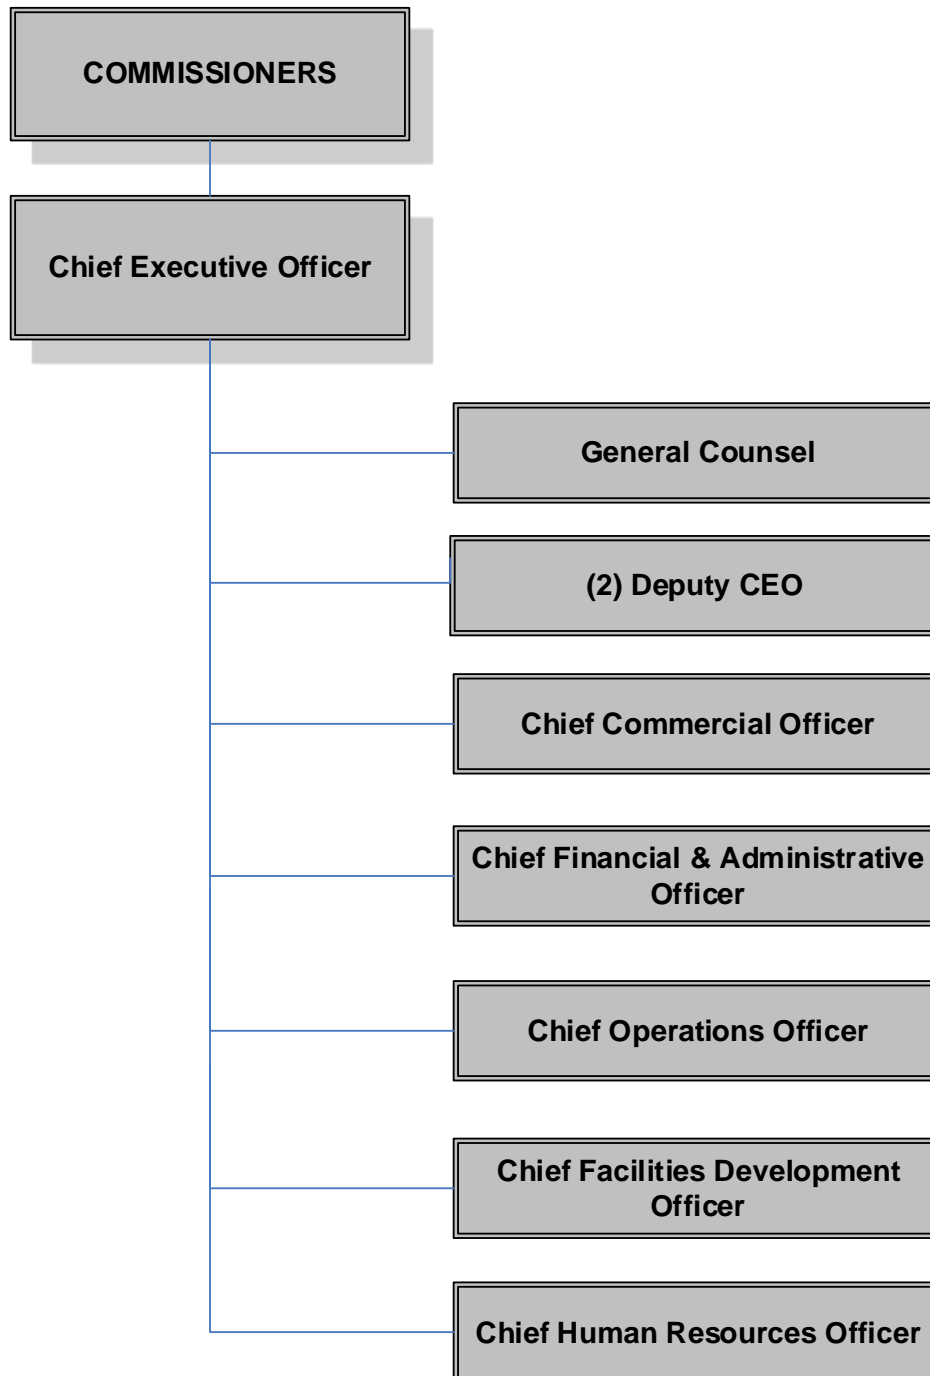 COMMISSIONERS
Chief Executive Officer
General Counsel
(2) Deputy CEO
Chief Commercial Officer
Chief Financial & Administrative
Officer
Chief Operations Officer
Chief Facilities Development
Officer
Chief Human Resources Officer